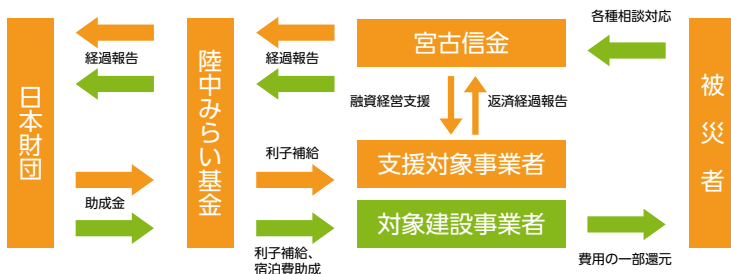 各種相談対応
経過報告
経過報告
宮古信金
日本財団
陸中みらい基金
被災者
融資経営支援
返済経過報告
利子補給
支援対象事業者
助成金
対象建設事業者
利子補給、
宿泊費助成
費用の一部還元